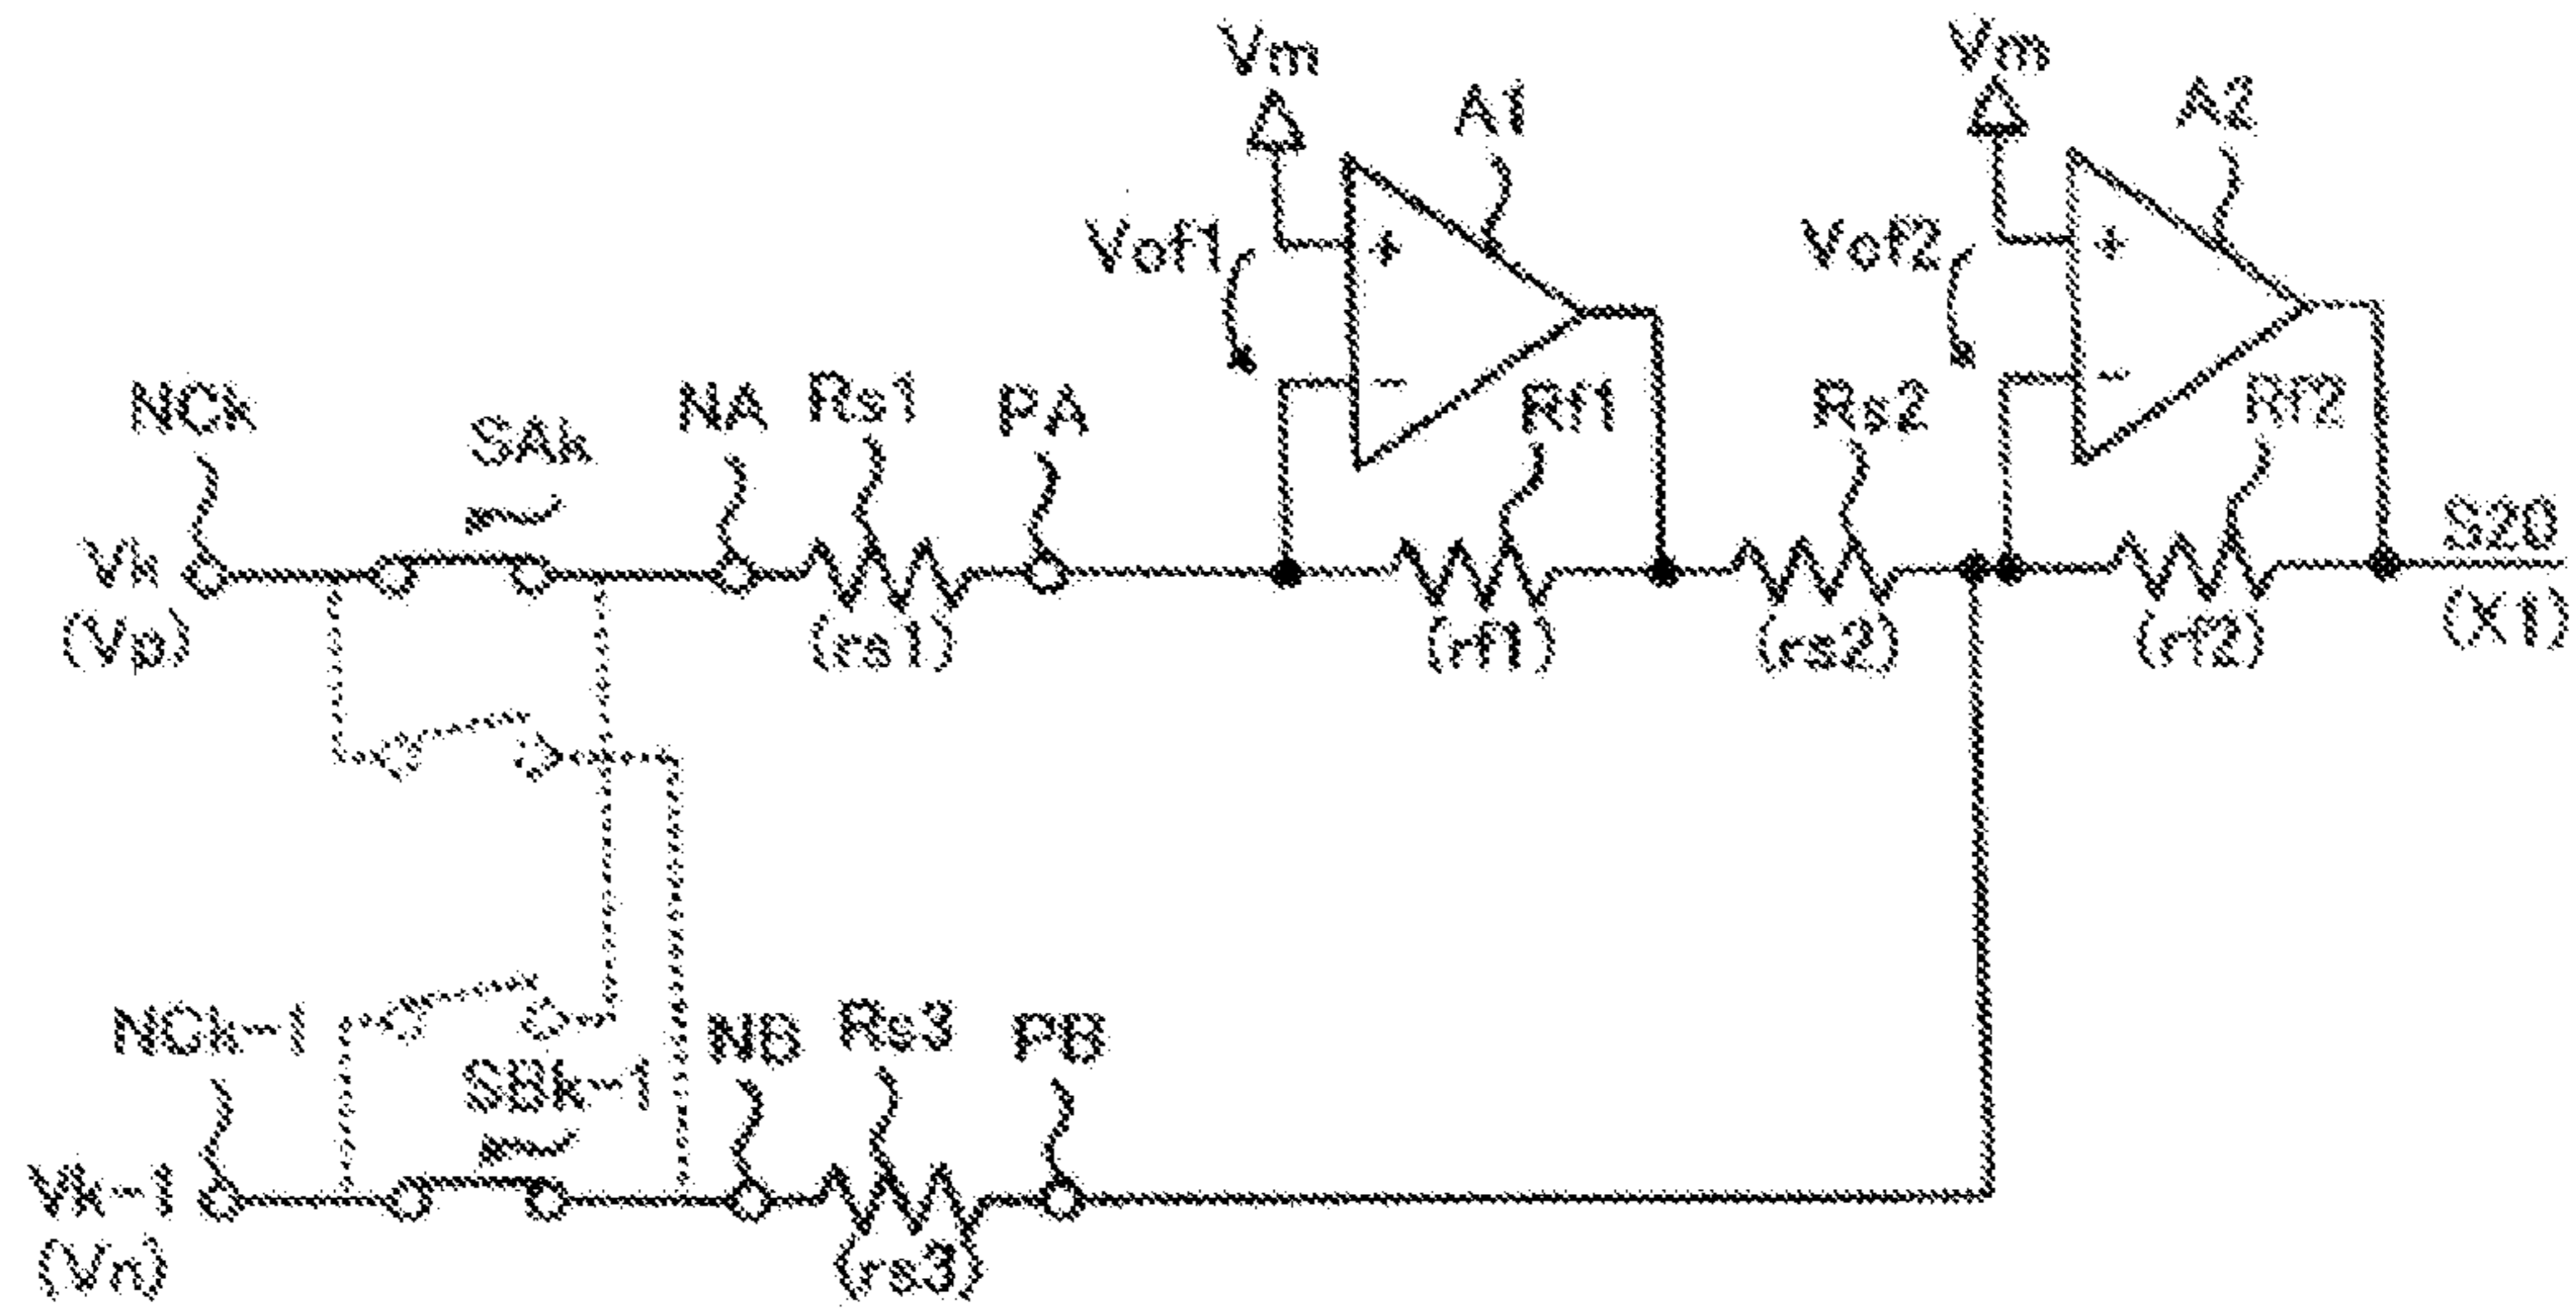 Vm
Vm
A1
A2
Vof1
Vof2
NCk
SAk
NA
Rs1
PA
Rf1
Rs2
Rf2
Vk
(Vp)
(rs1)
(rf1)
(rs2)
(rf2)
S20
(X1)
+
-
+
-
NCk-1
SBk-1
NB
Rs3
PB
Vk-1
(Vn)
(rs3)